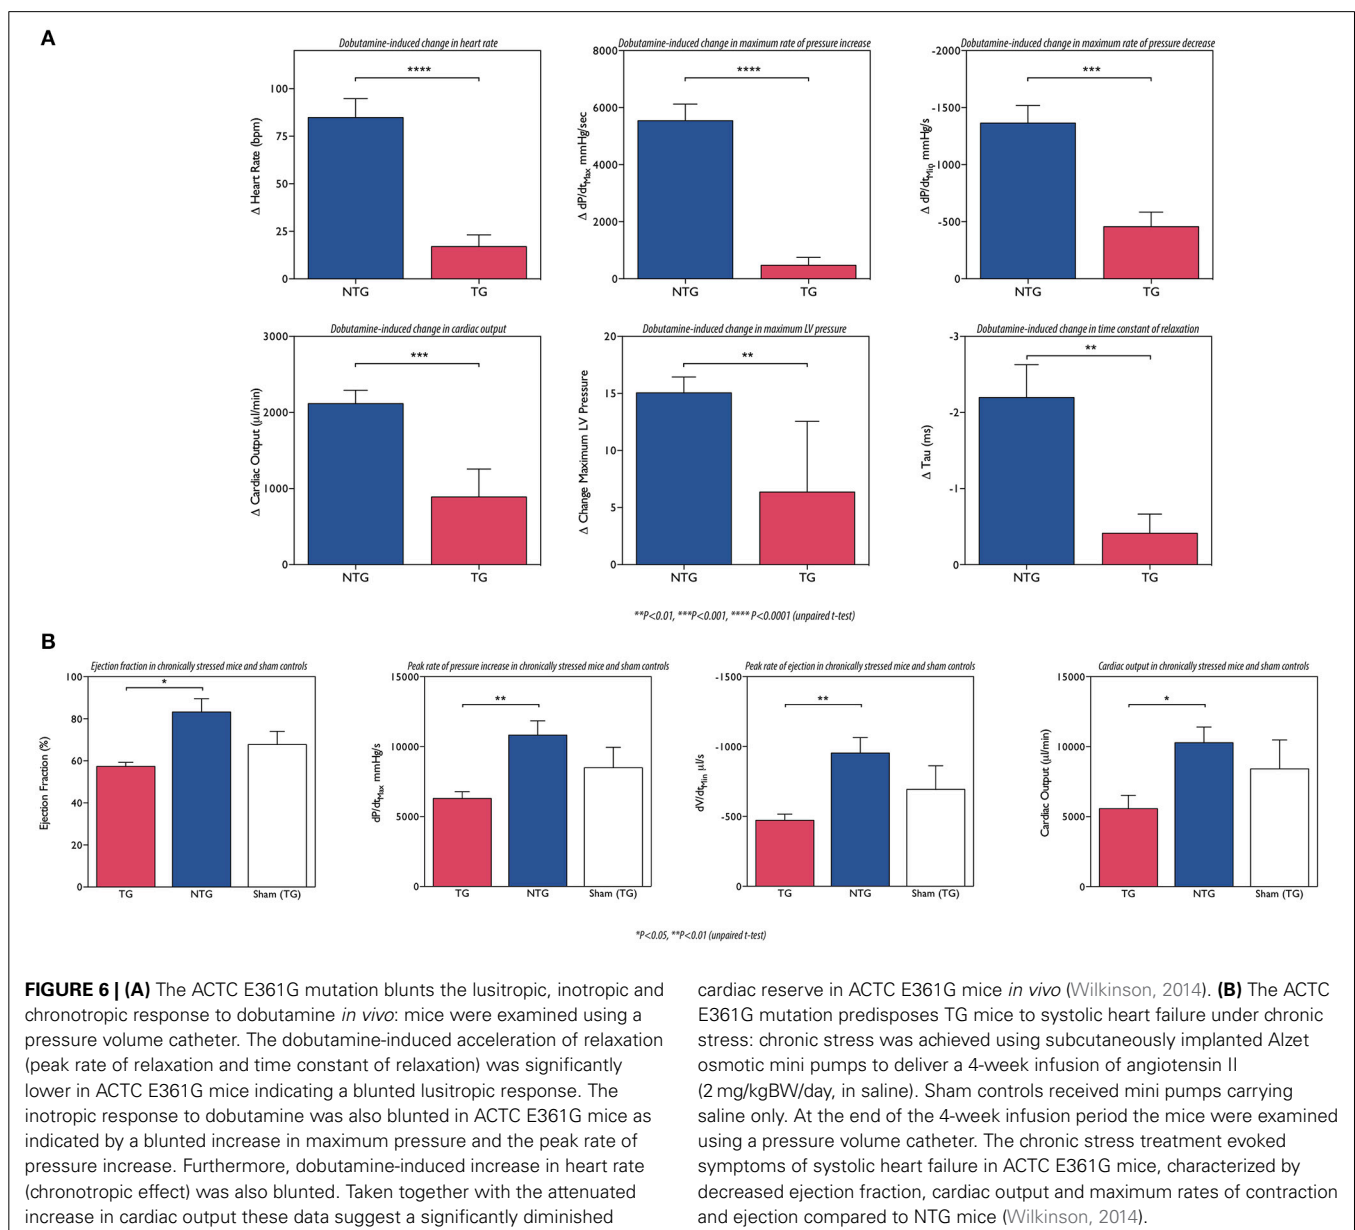 A
Dobutamine-induced change in heart rate
Δ Heart Rate (bpm)
100
75
50
25
0
****
NTG
TG
Dobutamine-induced change in maximum rate of pressure increase
Δ dP/dtMax mmHg/sec
8000
6000
4000
2000
0
****
NTG
TG
Dobutamine-induced change in maximum rate of pressure decrease
Δ dP/dtMin mmHg/s
-2000
-1500
-1000
-500
0
***
NTG
TG
Dobutamine-induced change in cardiac output
Δ Cardiac Output (µl/min)
3000
2000
1000
0
***
NTG
TG
Dobutamine-induced change in maximum LV pressure
Δ Change Maximum LV Pressure
20
15
10
5
0
**
NTG
TG
Dobutamine-induced change in time constant of relaxation
Δ Tau (ms)
-3
-2
-1
-0
**
NTG
TG
**P<0.01, ***P<0.001, **** P<0.0001 (unpaired t-test)
B
Ejection fraction in chronically stressed mice and sham controls
Ejection Fraction (%)
100
80
60
40
20
0
*
TG
NTG
Sham (TG)
Peak rate of pressure increase in chronically stressed mice and sham controls
dP/dtMax mmHg/s
15000
10000
5000
0
**
TG
NTG
Sham (TG)
Peak rate of ejection in chronically stressed mice and sham controls
dV/dtMin µl/s
-1500
-1000
-500
0
**
TG
NTG
Sham (TG)
Cardiac output in chronically stressed mice and sham controls
Cardiac Output (µl/min)
15000
10000
5000
0
*
TG
NTG
Sham (TG)
*P<0.05, **P<0.01 (unpaired t-test)
FIGURE 6 | (A) The ACTC E361G mutation blunts the lusitropic, inotropic and
chronotropic response to dobutamine in vivo: mice were examined using a
pressure volume catheter. The dobutamine-induced acceleration of relaxation
(peak rate of relaxation and time constant of relaxation) was significantly
lower in ACTC E361G mice indicating a blunted lusitropic response. The
inotropic response to dobutamine was also blunted in ACTC E361G mice as
indicated by a blunted increase in maximum pressure and the peak rate of
pressure increase. Furthermore, dobutamine-induced increase in heart rate
(chronotropic effect) was also blunted. Taken together with the attenuated
increase in cardiac output these data suggest a significantly diminished
cardiac reserve in ACTC E361G mice in vivo (Wilkinson, 2014). (B) The ACTC
E361G mutation predisposes TG mice to systolic heart failure under chronic
stress: chronic stress was achieved using subcutaneously implanted Alzet
osmotic mini pumps to deliver a 4-week infusion of angiotensin II
(2 mg/kgBW/day, in saline). Sham controls received mini pumps carrying
saline only. At the end of the 4-week infusion period the mice were examined
using a pressure volume catheter. The chronic stress treatment evoked
symptoms of systolic heart failure in ACTC E361G mice, characterized by
decreased ejection fraction, cardiac output and maximum rates of contraction
and ejection compared to NTG mice (Wilkinson, 2014).